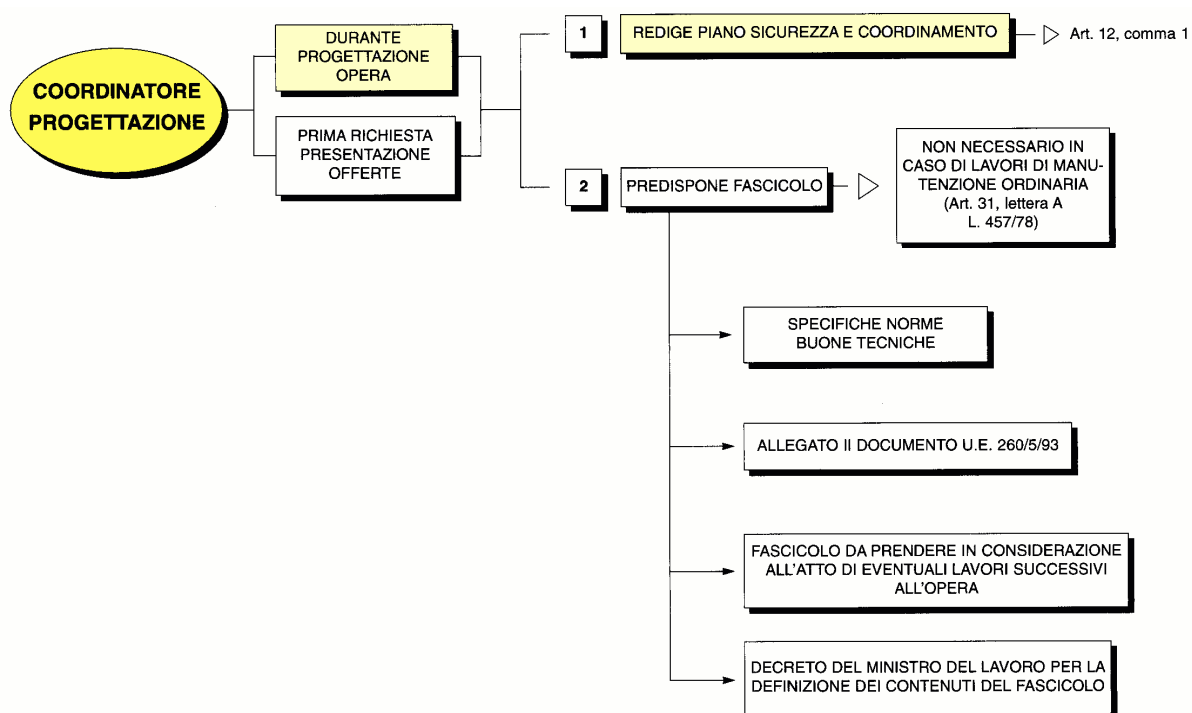 COORDINATORE
PROGETTAZIONE
DURANTE
PROGETTAZIONE
OPERA
PRIMA RICHIESTA
PRESENTAZIONE
OFFERTE
1
REDIGE PIANO SICUREZZA E COORDINAMENTO
Art. 12, comma 1
2
PREDISPONE FASCICOLO
NON NECESSARIO IN
CASO DI LAVORI DI MANU-
TENZIONE ORDINARIA
(Art. 31, lettera A
L. 457/78)
SPECIFICHE NORME
BUONE TECNICHE
ALLEGATO II DOCUMENTO U.E. 260/5/93
FASCICOLO DA PRENDERE IN CONSIDERAZIONE
ALL'ATTO DI EVENTUALI LAVORI SUCCESSIVI
ALL'OPERA
DECRETO DEL MINISTRO DEL LAVORO PER LA
DEFINIZIONE DEI CONTENUTI DEL FASCICOLO